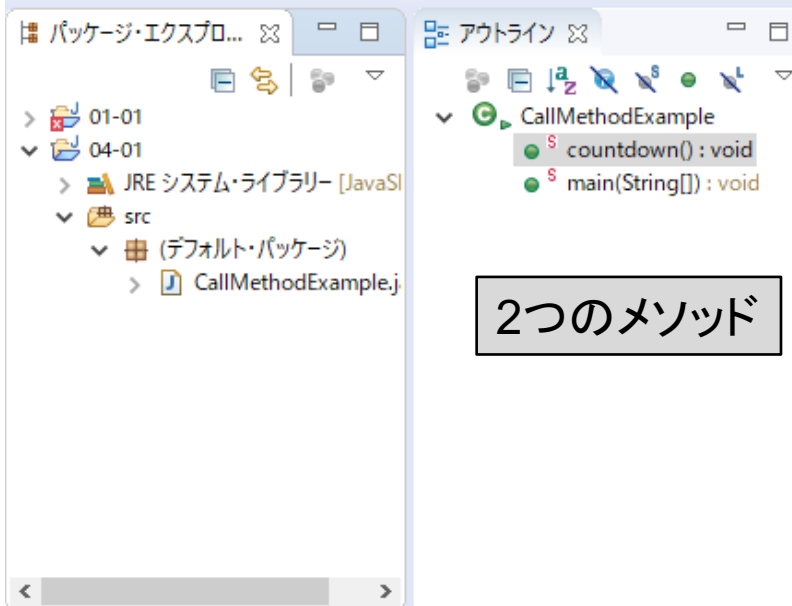 パッケージ・エクスプロ...
01-01
04-01
JRE システム・ライブラリー [JavaSE
src
(デフォルト・パッケージ)
CallMethodExample.j
アウトライン
CallMethodExample
countdown() : void
main(String[]) : void
2つのメソッド